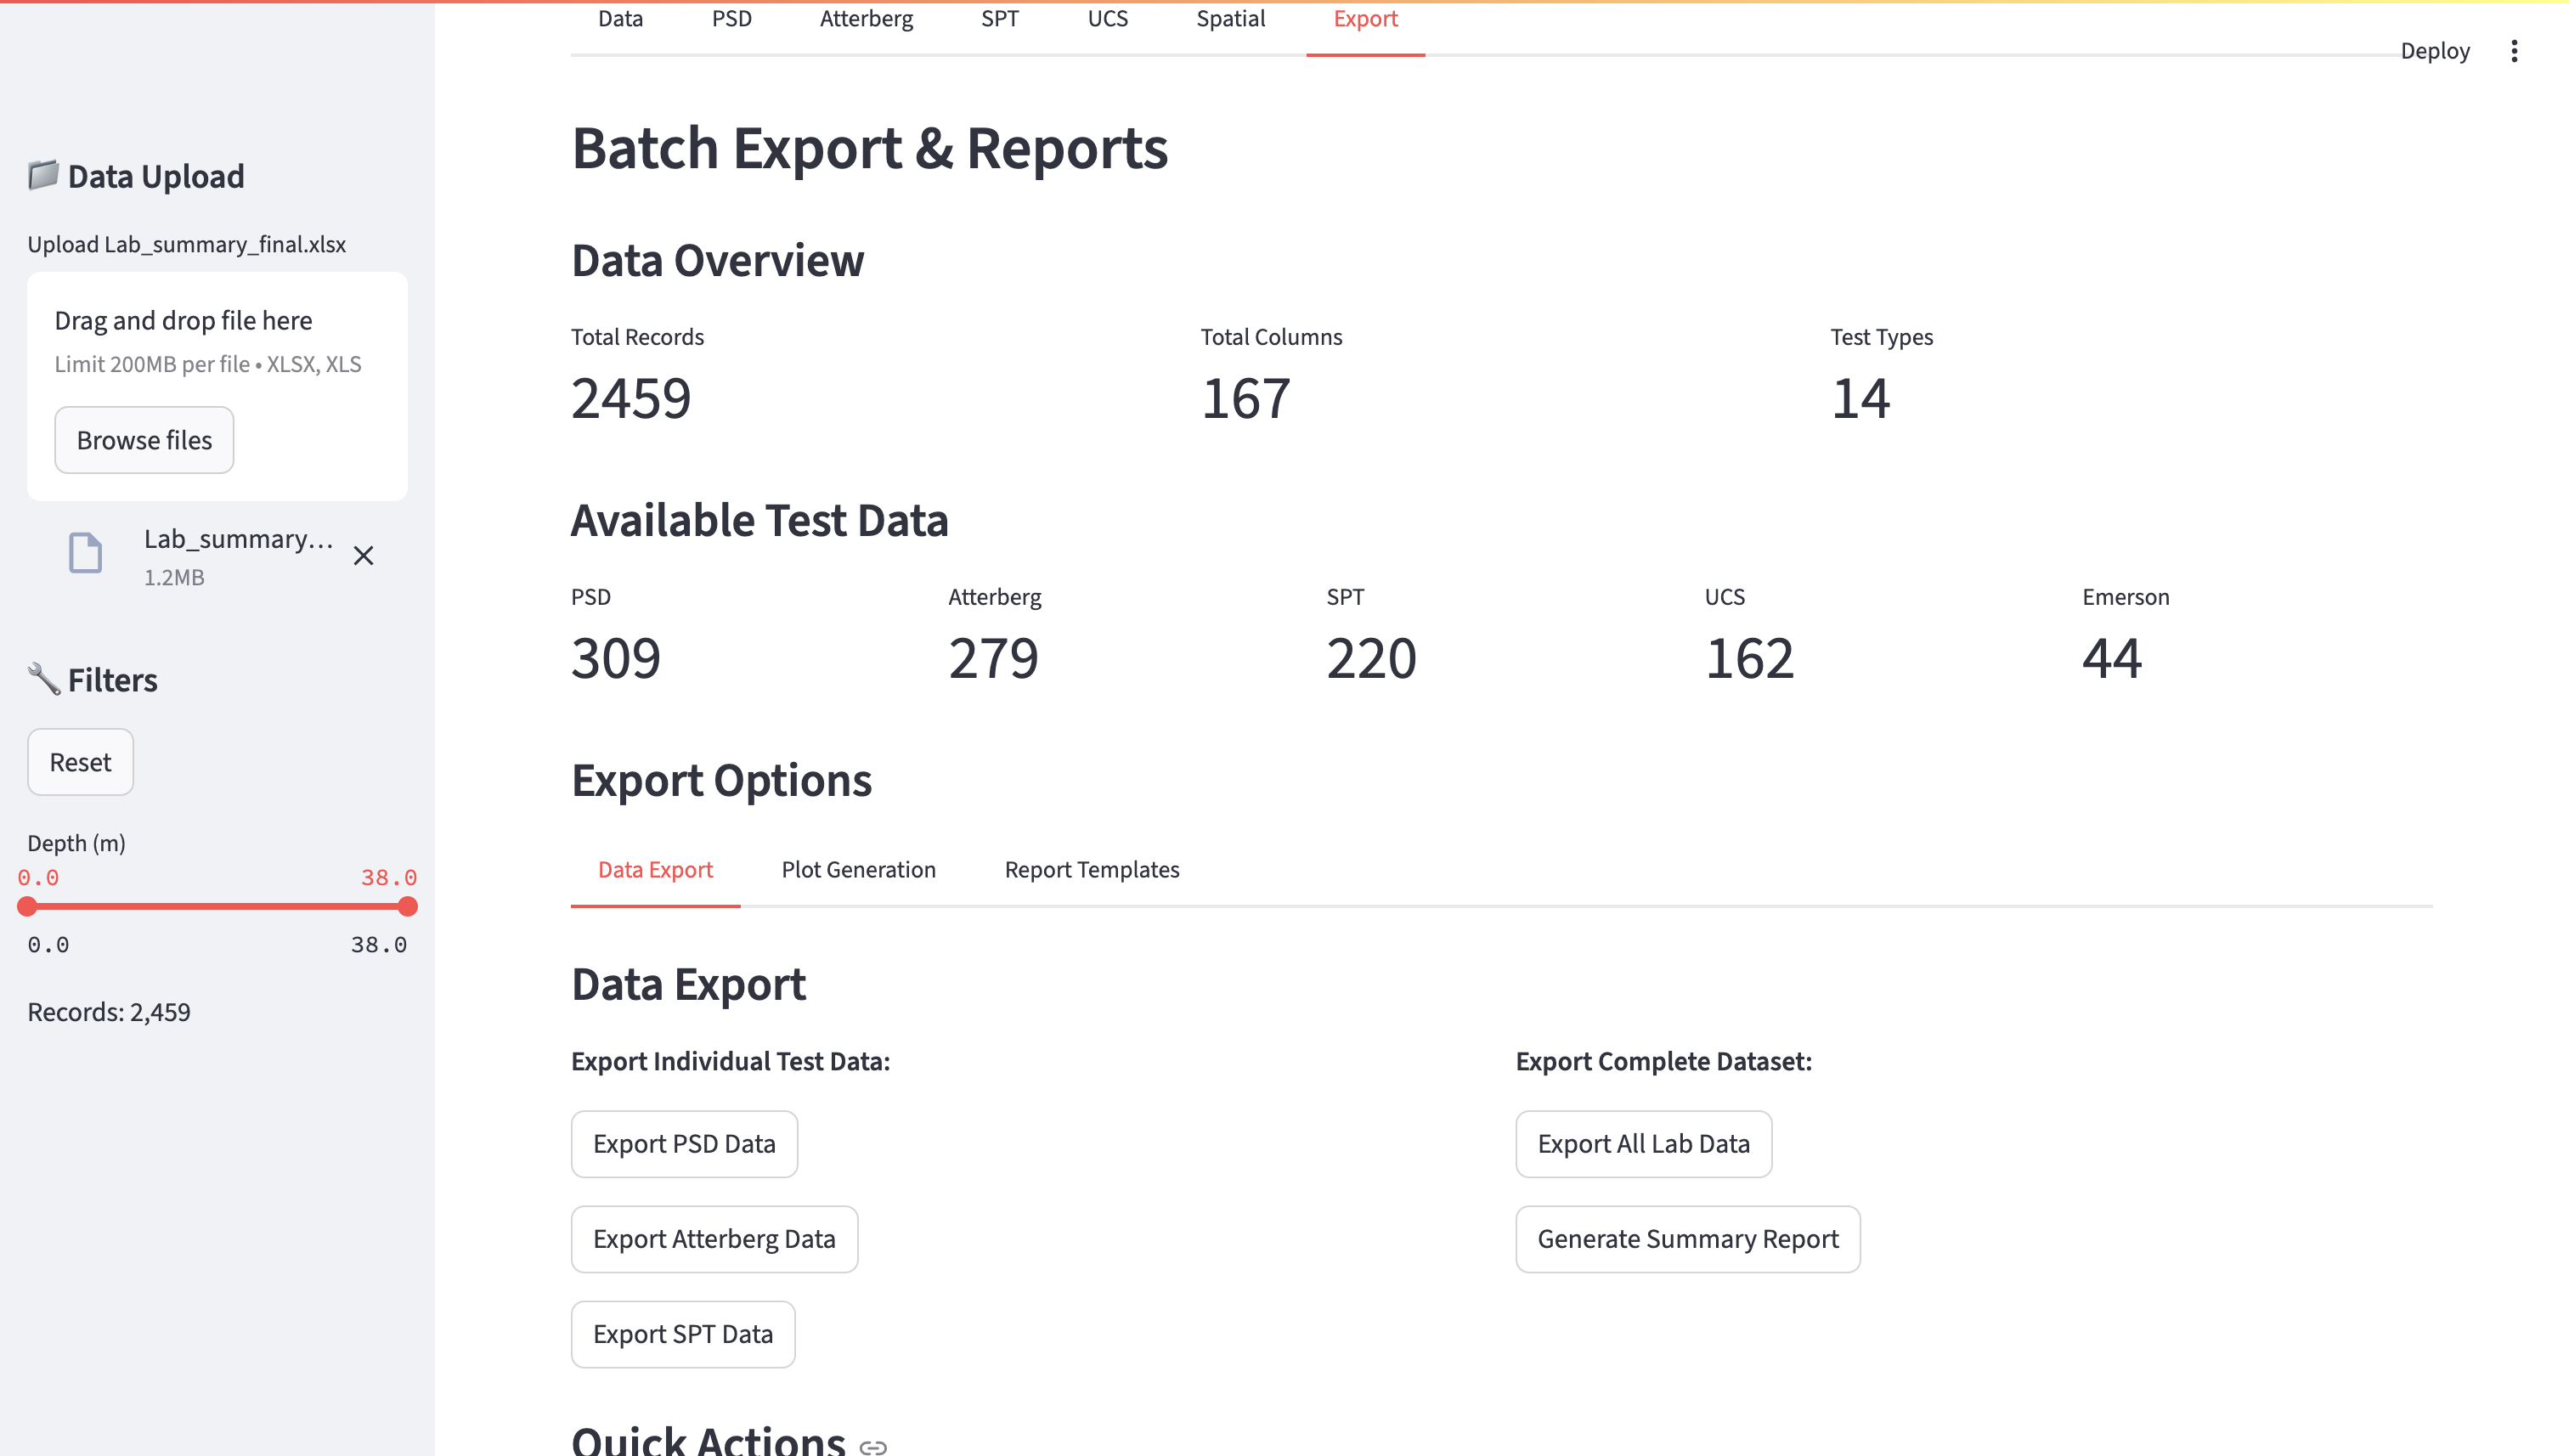 Data PSD Atterberg SPT UCS Spatial Export
Deploy
Data Upload
Upload Lab_summary_final.xlsx
Drag and drop file here
Limit 200MB per file • XLSX, XLS
Browse files
Lab_summary...
1.2MB
Filters
Reset
Depth (m)
0.0 38.0
0.0 38.0
Records: 2,459
Batch Export & Reports
Data Overview
Total Records Total Columns Test Types
2459 167 14
Available Test Data
PSD Atterberg SPT UCS Emerson
309 279 220 162 44
Export Options
Data Export Plot Generation Report Templates
Data Export
Export Individual Test Data: Export Complete Dataset:
Export PSD Data Export All Lab Data
Export Atterberg Data Generate Summary Report
Export SPT Data
Quick Actions